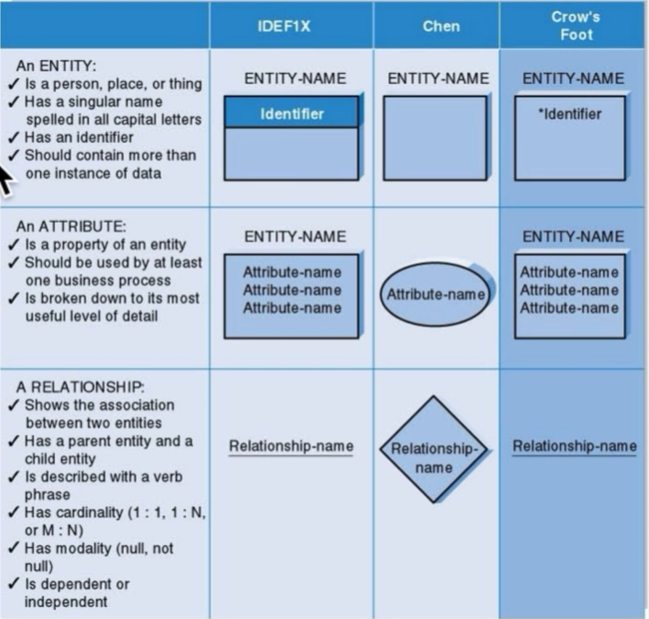 IDEF1X
Chen
Crow's
Foot
An ENTITY:
✓ Is a person, place, or thing
✓ Has a singular name
spelled in all capital letters
✓ Has an identifier
✓ Should contain more than
one instance of data
ENTITY-NAME
Identifier
ENTITY-NAME
ENTITY-NAME
*Identifier
An ATTRIBUTE:
✓ Is a property of an entity
✓ Should be used by at least
one business process
✓ Is broken down to its most
useful level of detail
ENTITY-NAME
Attribute-name
Attribute-name
Attribute-name
Attribute-name
ENTITY-NAME
Attribute-name
Attribute-name
Attribute-name
A RELATIONSHIP:
✓ Shows the association
between two entities
✓ Has a parent entity and a
child entity
✓ Is described with a verb
phrase
✓ Has cardinality (1 : 1, 1 : N,
or M : N)
✓ Has modality (null, not
null)
✓ Is dependent or
independent
Relationship-name
Relationship-
name
Relationship-name